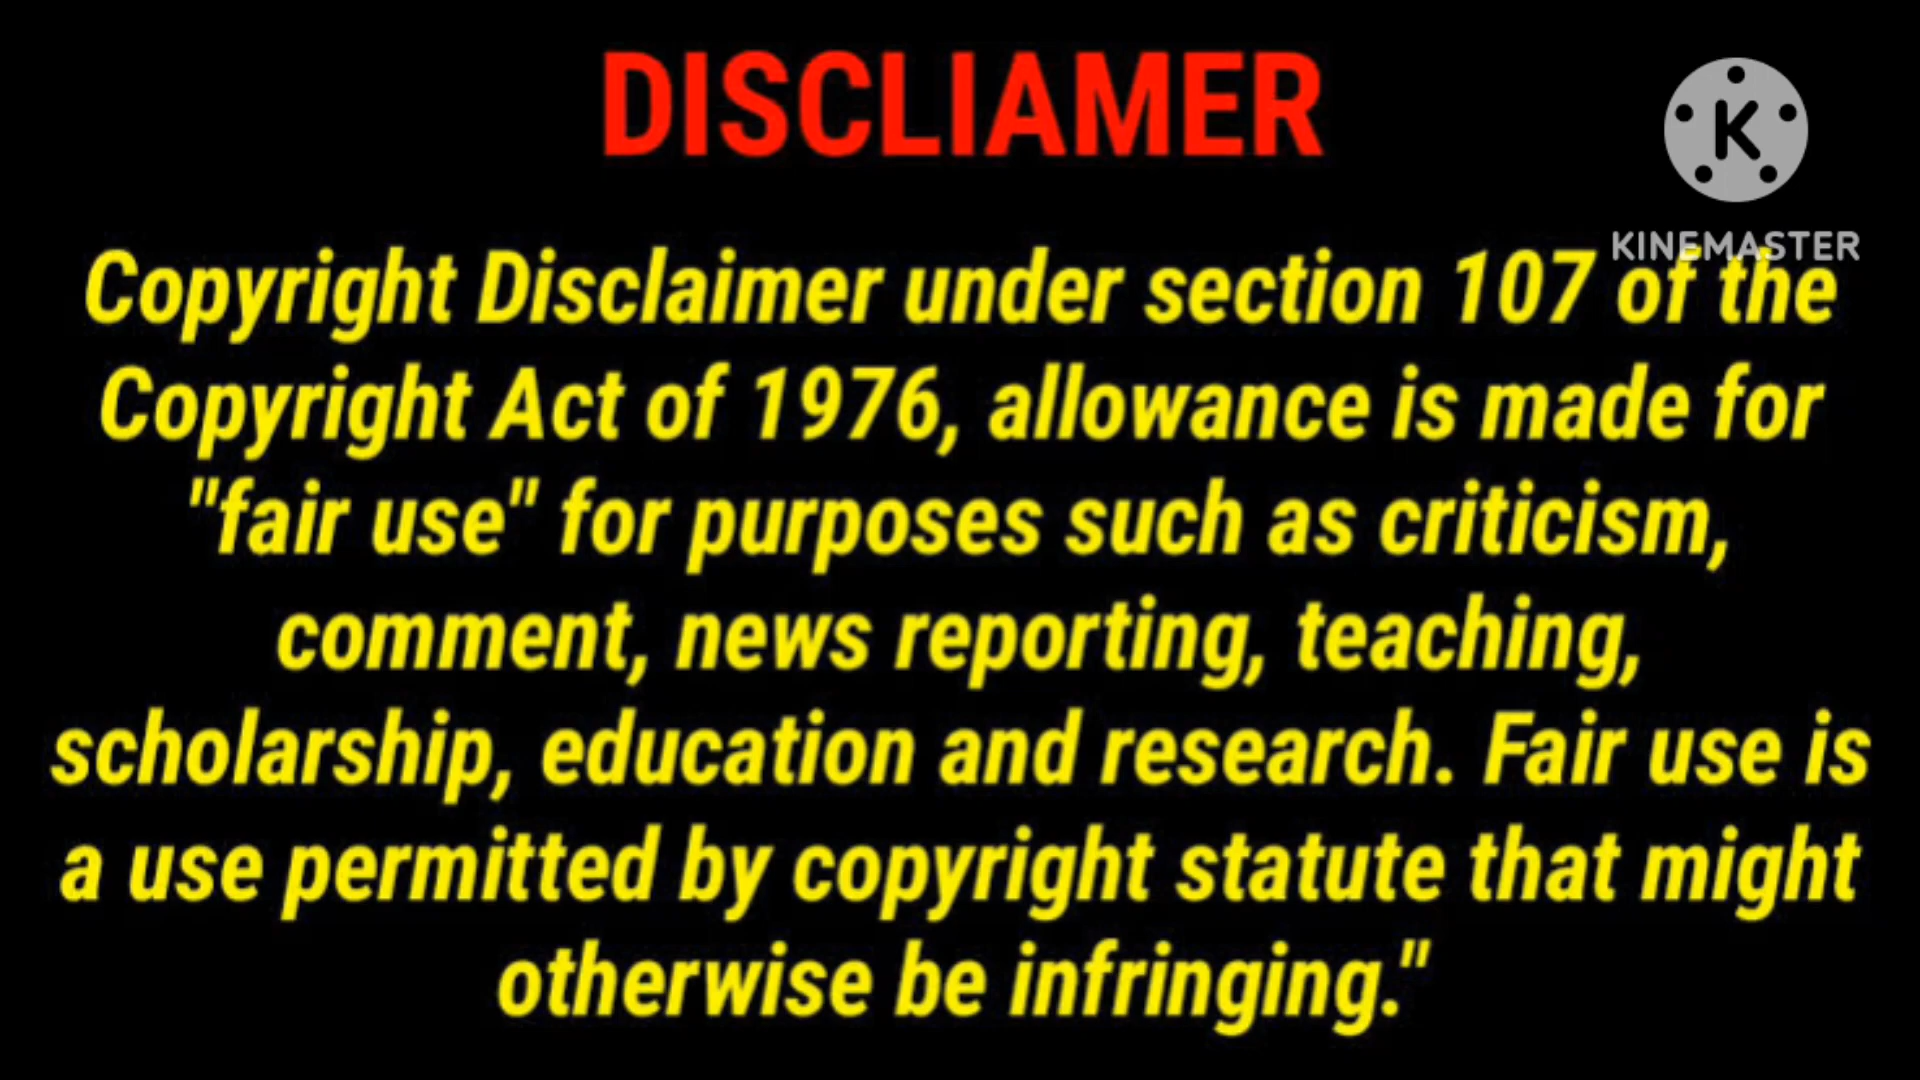 DISCLIAMER
K
KINEMASTER
Copyright Disclaimer under section 107 of the
Copyright Act of 1976, allowance is made for
"fair use" for purposes such as criticism,
comment, news reporting, teaching,
scholarship, education and research. Fair use is
a use permitted by copyright statute that might
otherwise be infringing."